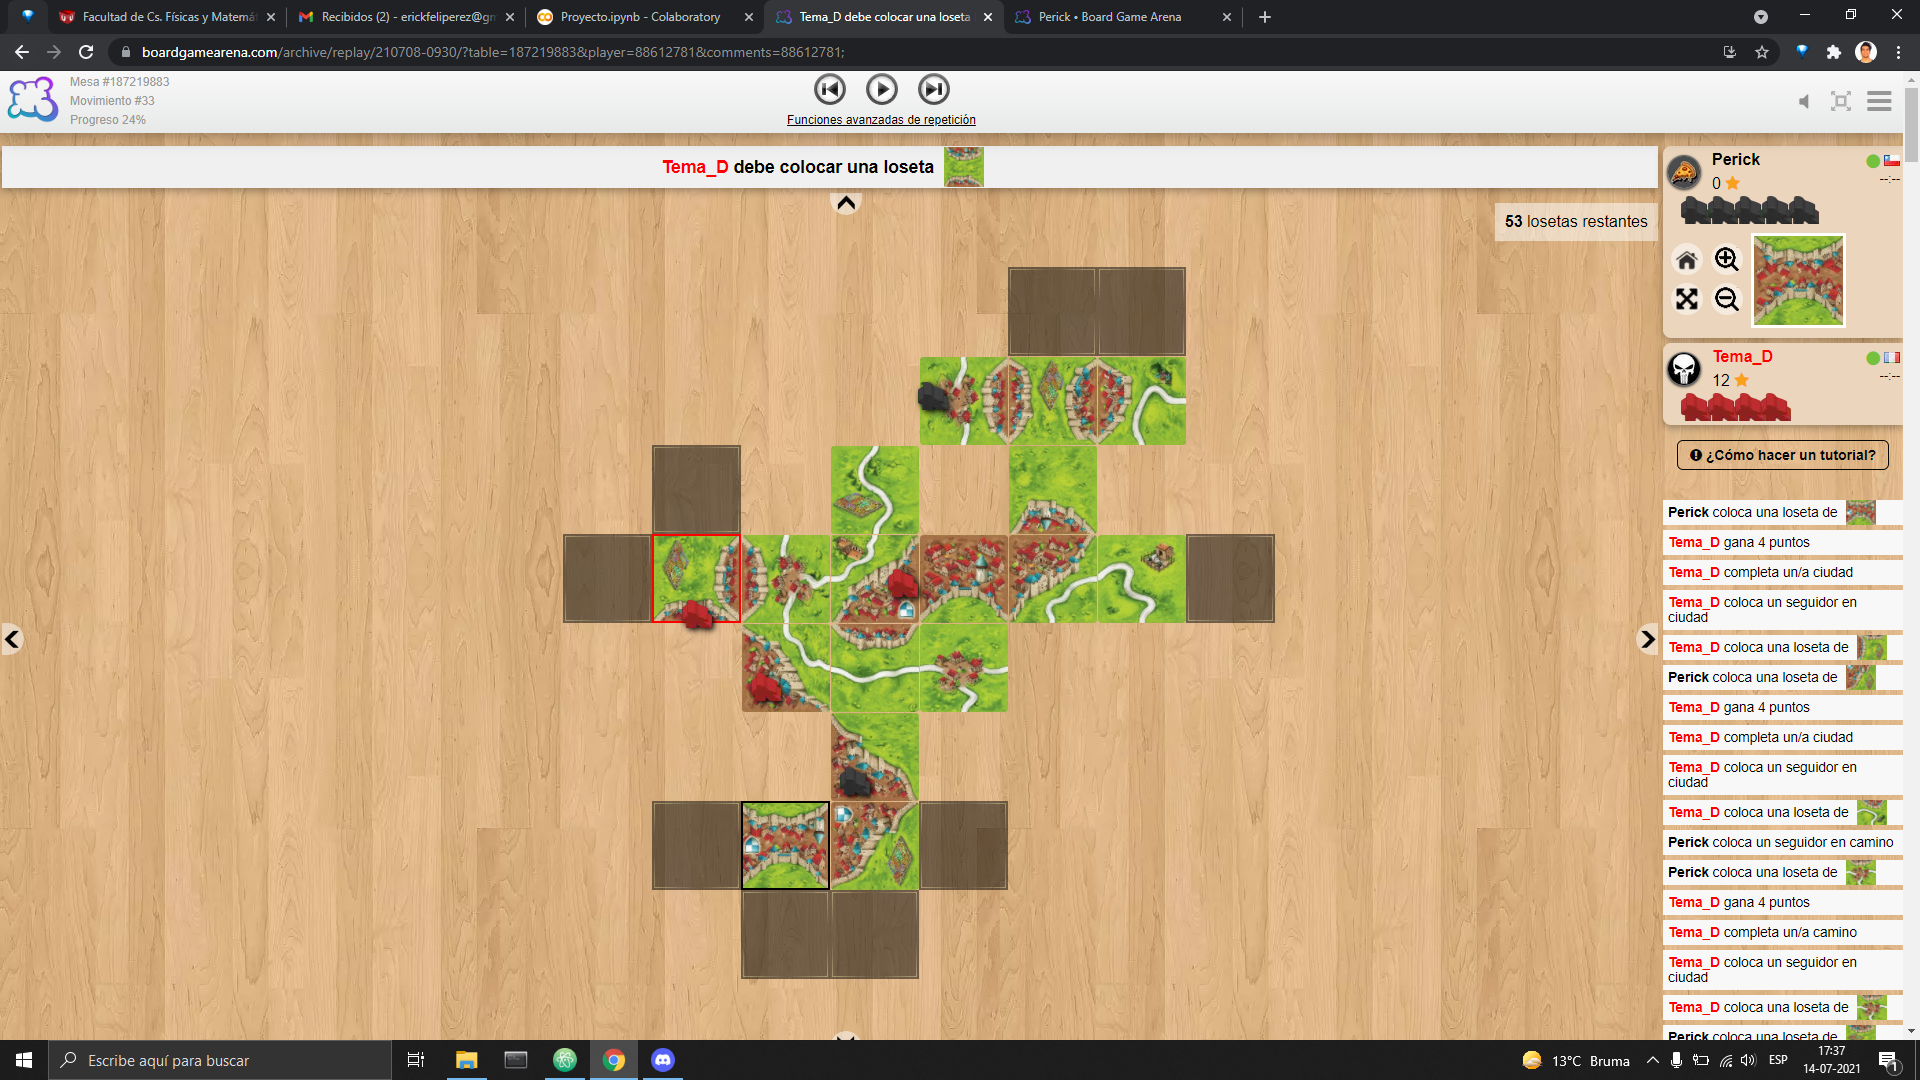 Facultad de Cs. Físicas y Matemá
Recibidos (2) - erickfeliperez@gm
Proyecto.ipynb - Colaboratory
Tema_D debe colocar una loseta
Perick • Board Game Arena
boardgamearena.com/archive/replay/210708-0930/?table=187219883&player=88612781&comments=88612781;
Mesa #187219883
Movimiento #33
Progreso 24%
Funciones avanzadas de repetición
Tema_D debe colocar una loseta
53 losetas restantes
Perick
0
--:--
Tema_D
12
--:--
¿Cómo hacer un tutorial?
Perick coloca una loseta de
Tema_D gana 4 puntos
Tema_D completa un/a ciudad
Tema_D coloca un seguidor en
ciudad
Tema_D coloca una loseta de
Perick coloca una loseta de
Tema_D gana 4 puntos
Tema_D completa un/a ciudad
Tema_D coloca un seguidor en
ciudad
Tema_D coloca una loseta de
Perick coloca un seguidor en camino
Perick coloca una loseta de
Tema_D gana 4 puntos
Tema_D completa un/a camino
Tema_D coloca un seguidor en
ciudad
Tema_D coloca una loseta de
Perick coloca una loseta de
Escribe aquí para buscar
13°C Bruma
ESP
17:37
14-07-2021
1